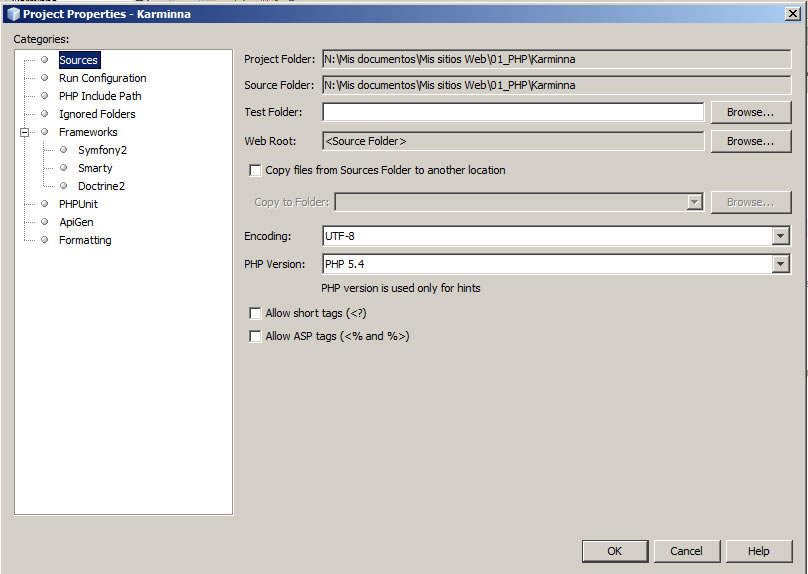 Project Properties - Karminna
Categories:
Sources
Run Configuration
PHP Include Path
Ignored Folders
Frameworks
Symfony2
Smarty
Doctrine2
PHPUnit
ApiGen
Formatting
Project Folder: N:\Mis documentos\Mis sitios Web\01_PHP\Karminna
Source Folder: N:\Mis documentos\Mis sitios Web\01_PHP\Karminna
Test Folder: Browse...
Web Root: <Source Folder> Browse...
Copy files from Sources Folder to another location
Copy to Folder: Browse...
Encoding: UTF-8
PHP Version: PHP 5.4
PHP version is used only for hints
Allow short tags (<?)
Allow ASP tags (<% and %>)
OK Cancel Help